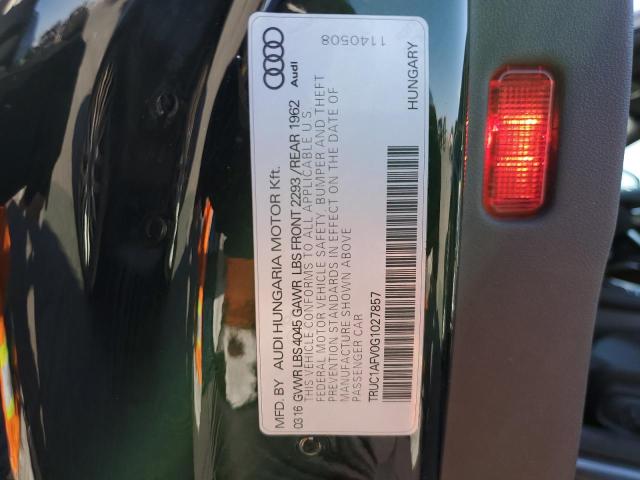 MFD. BY AUDI HUNGARIA MOTOR Kft.
Audi
0316 GVWR LBS 4045 GAWR LBS FRONT 2293 /REAR 1962
THIS VEHICLE CONFORMS TO ALL APPLICABLE U.S.
FEDERAL MOTOR VEHICLE SAFETY, BUMPER AND THEFT
PREVENTION STANDARDS IN EFFECT ON THE DATE OF
MANUFACTURE SHOWN ABOVE
PASSENGER CAR
TRUC1AFV0G1027857
HUNGARY
1140508